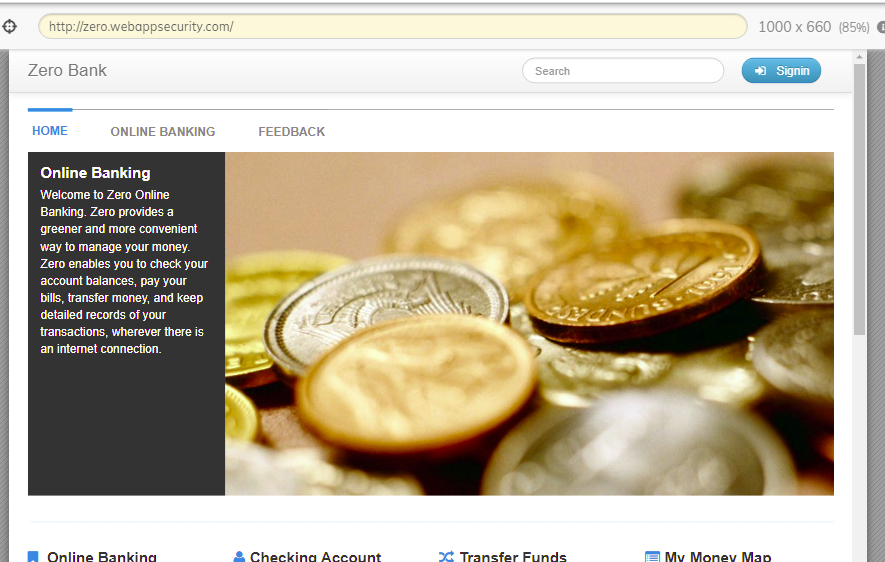 http://zero.webappsecurity.com/
1000 x 660 (85%)
Zero Bank
Search
Signin
HOME
ONLINE BANKING
FEEDBACK
Online Banking
Welcome to Zero Online
Banking. Zero provides a
greener and more convenient
way to manage your money.
Zero enables you to check your
account balances, pay your
bills, transfer money, and keep
detailed records of your
transactions, wherever there is
an internet connection.
1991
Online Banking
Checking Account
Transfer Funds
My Money Map